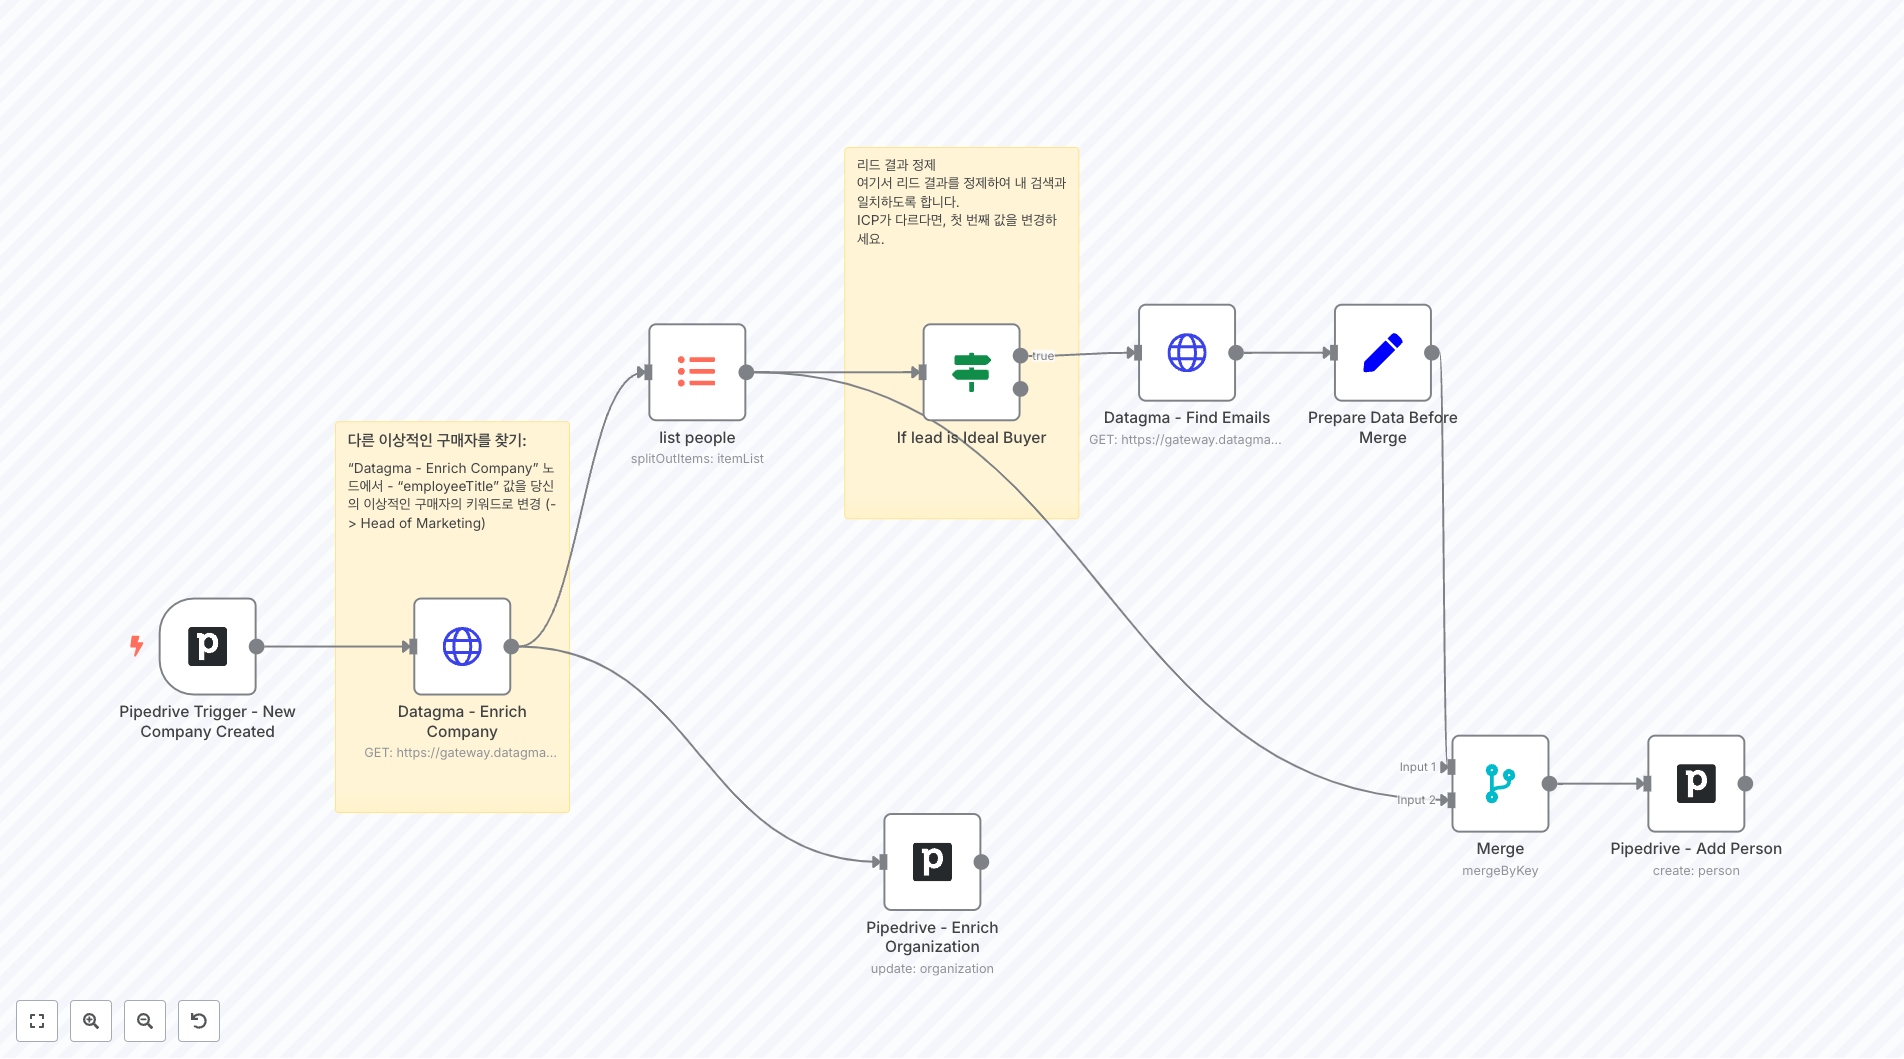 리드 결과 정제
여기서 리드 결과를 정제하여 내 검색과
일치하도록 합니다.
ICP가 다르다면, 첫 번째 값을 변경하
세요.
true
list people
splitOutItems: itemList
If lead is Ideal Buyer
Datagma - Find Emails
GET: https://gateway.datagma...
Prepare Data Before
Merge
다른 이상적인 구매자를 찾기:
“Datagma - Enrich Company” 노
드에서 - “employeeTitle” 값을 당신
의 이상적인 구매자의 키워드로 변경 (-
> Head of Marketing)
Pipedrive Trigger - New
Company Created
Datagma - Enrich
Company
GET: https://gateway.datagma...
Input 1
Input 2
Merge
mergeByKey
Pipedrive - Add Person
create: person
Pipedrive - Enrich
Organization
update: organization